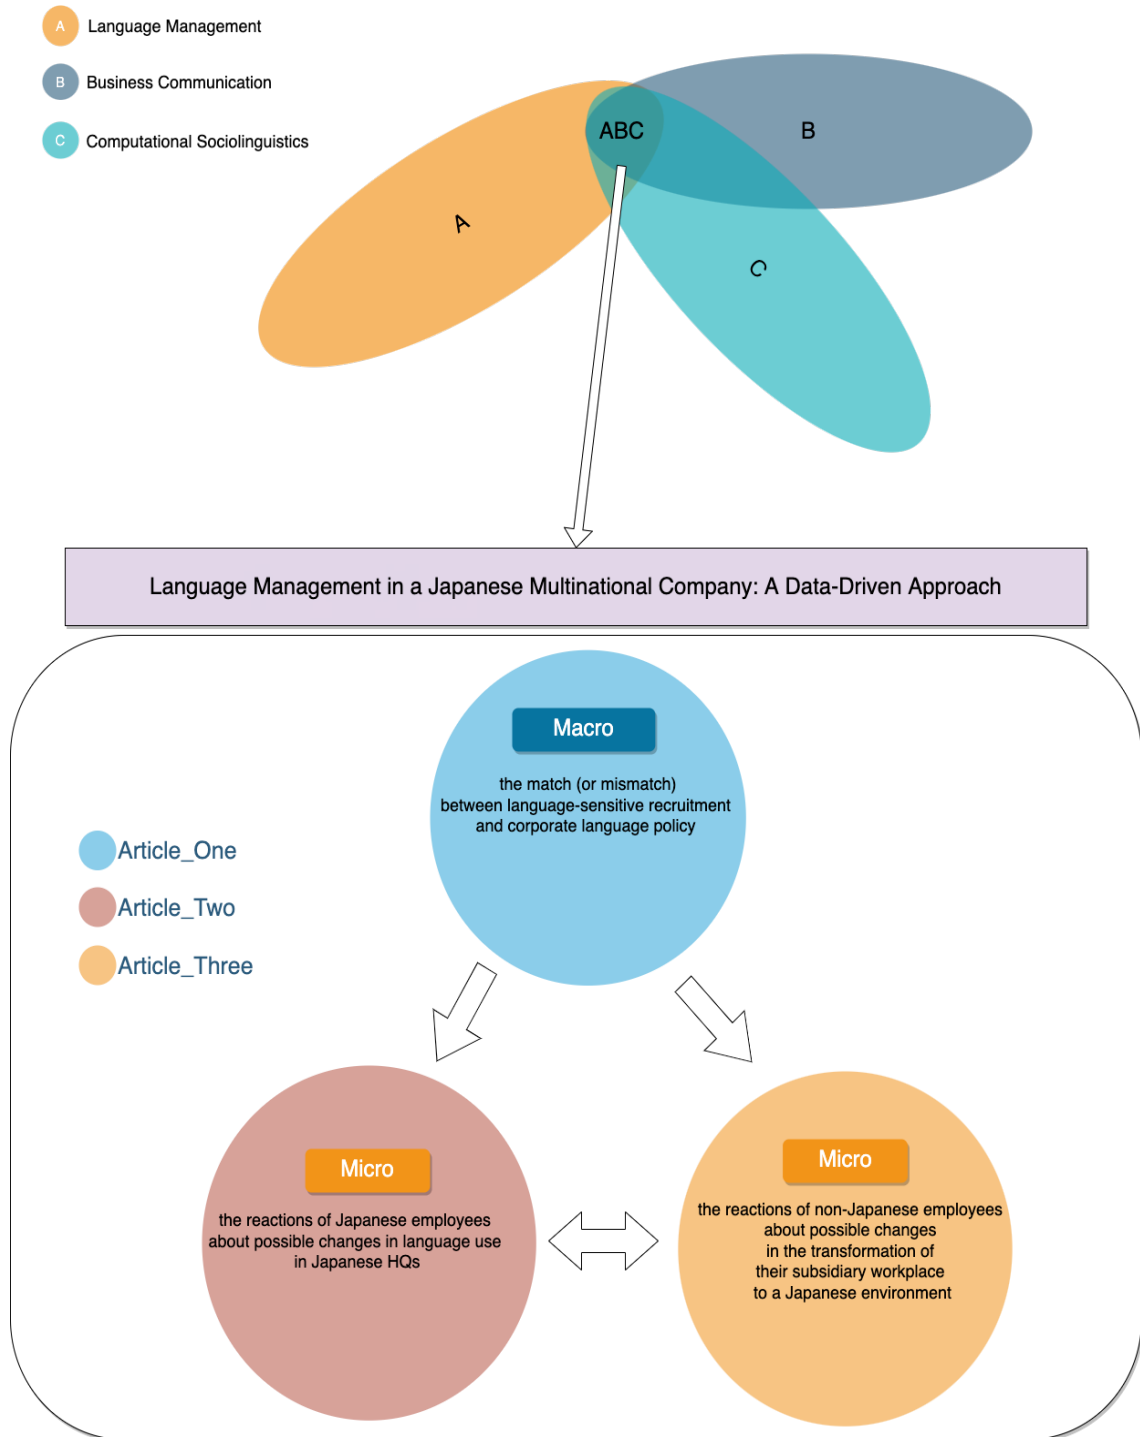 A Language Management
B Business Communication
C Computational Sociolinguistics
ABC
B
A
C
Language Management in a Japanese Multinational Company: A Data-Driven Approach
Macro
the match (or mismatch)
between language-sensitive recruitment
and corporate language policy
Article_One
Article_Two
Article_Three
Micro
the reactions of Japanese employees
about possible changes in language use
in Japanese HQs
Micro
the reactions of non-Japanese employees
about possible changes
in the transformation of
their subsidiary workplace
to a Japanese environment